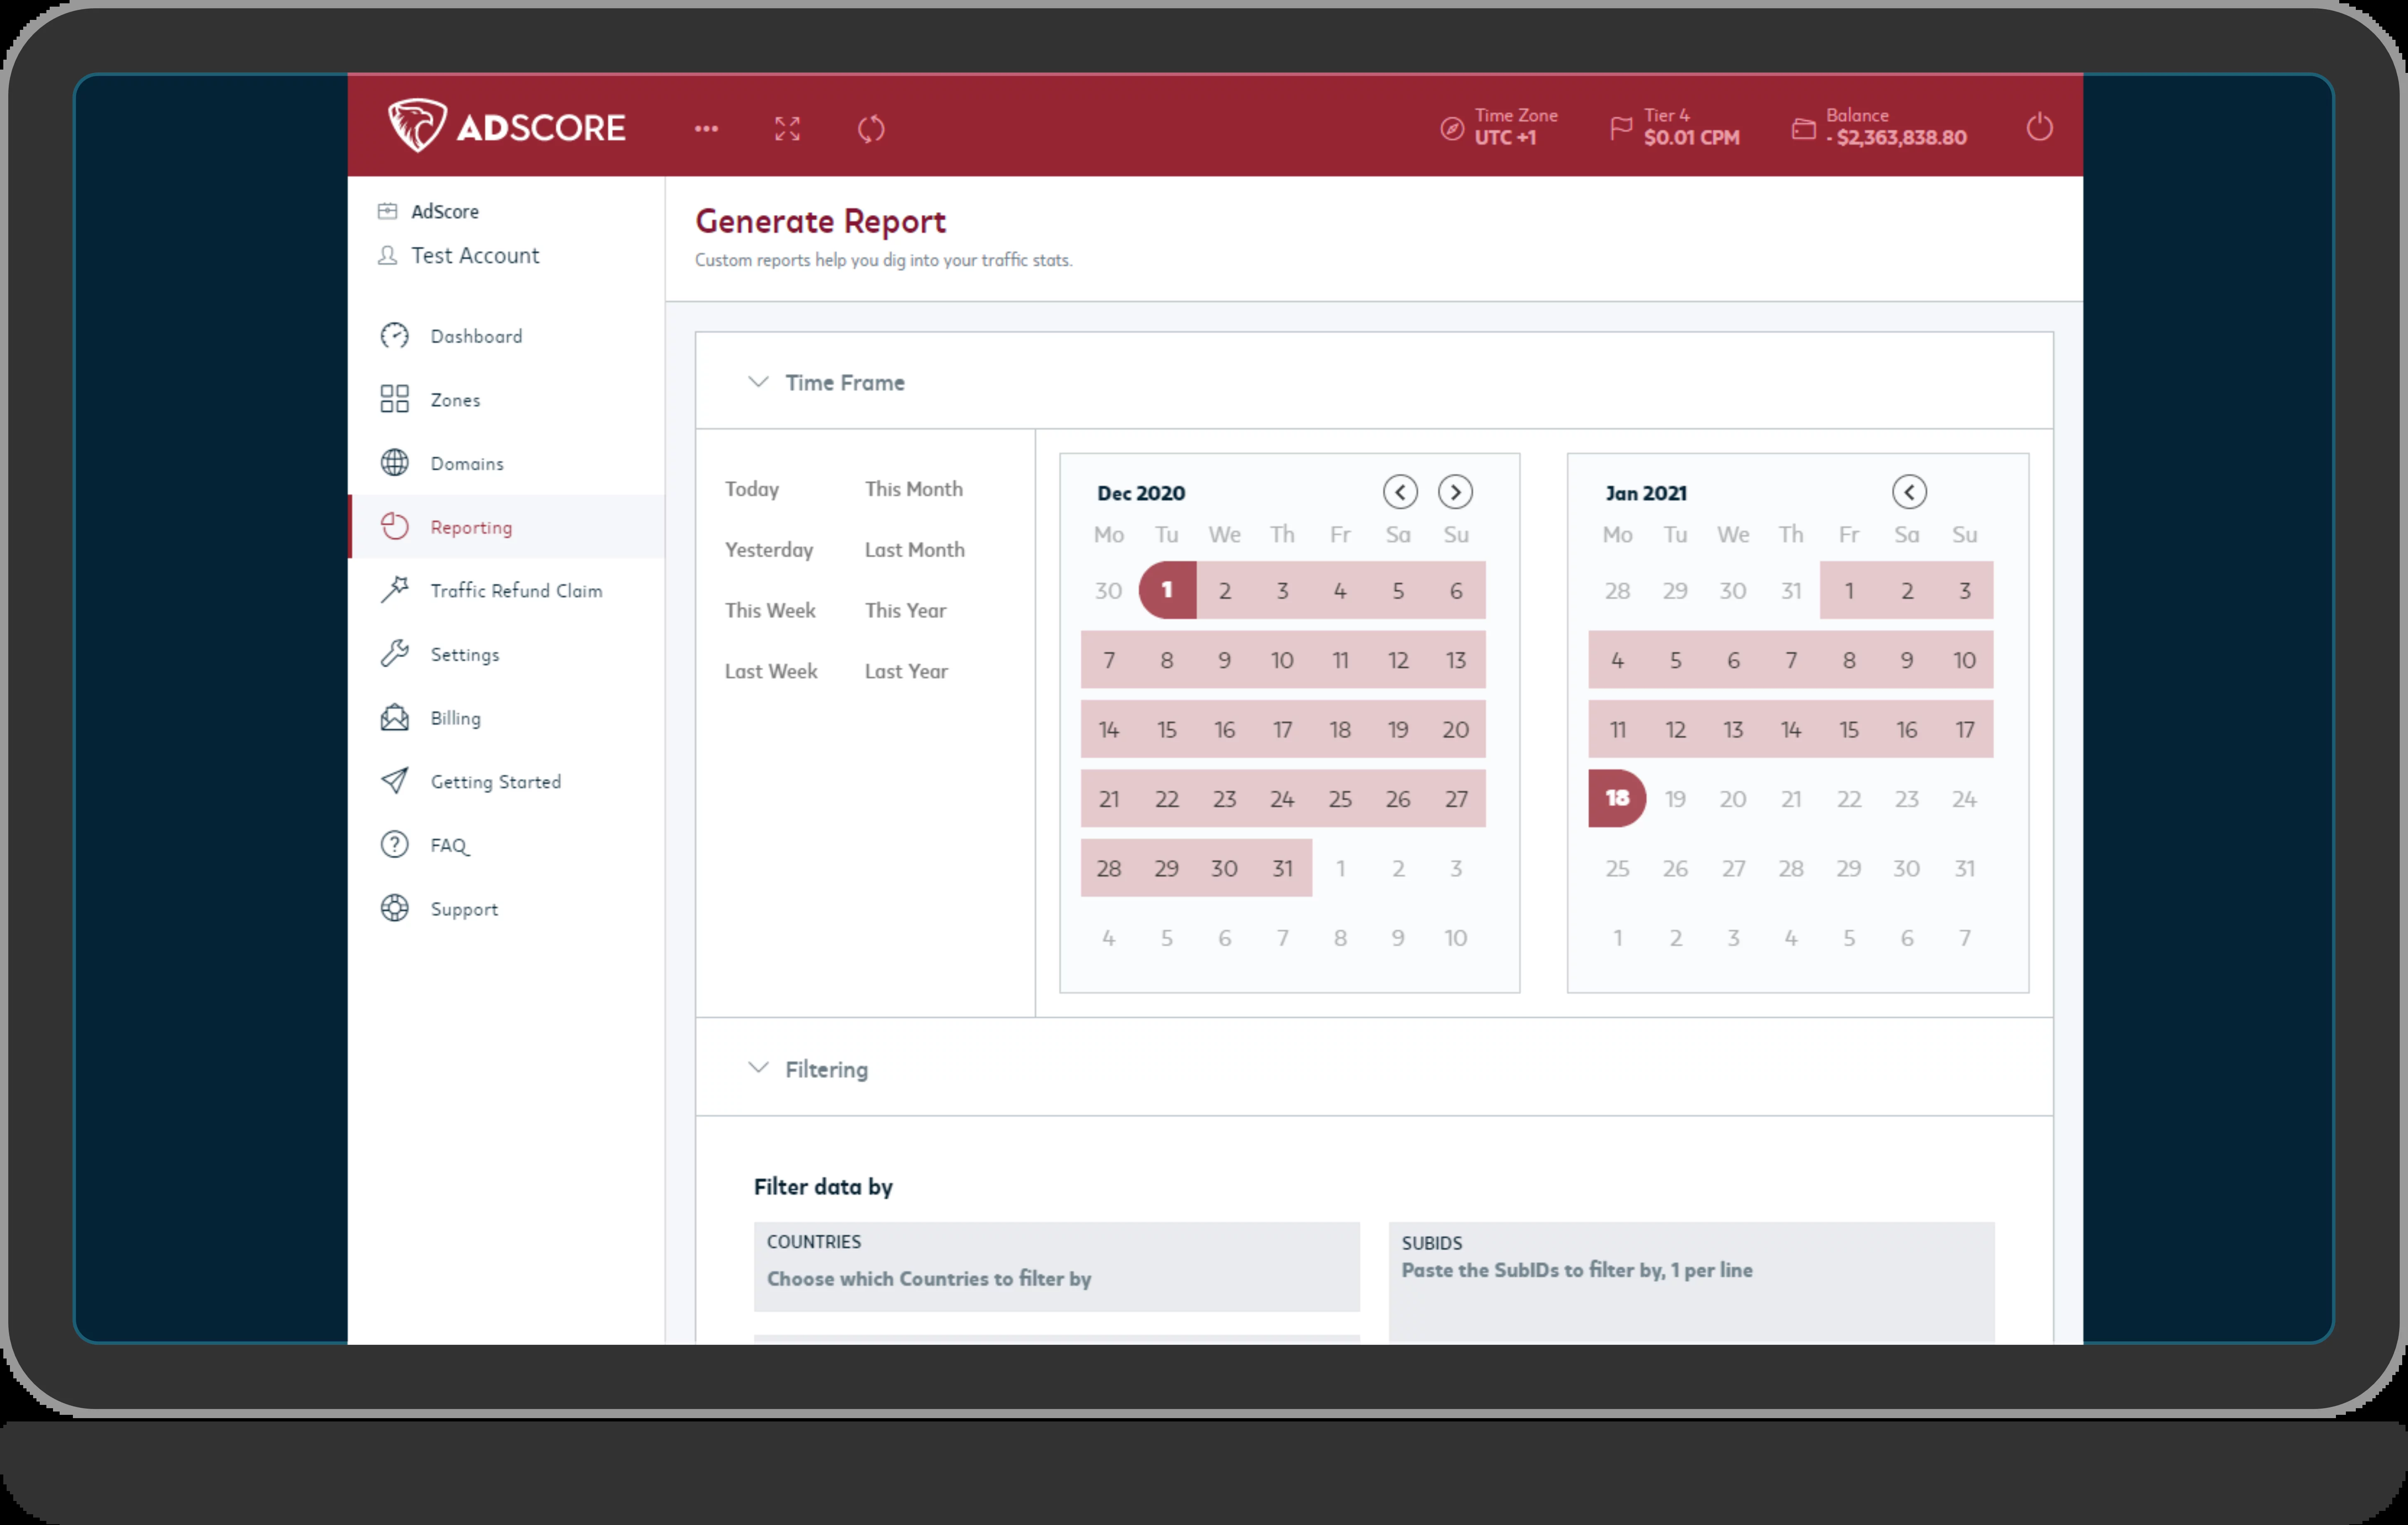 ADSCORE
Time Zone
UTC +1
Tier 4
$0.01 CPM
Balance
- $2,363,838.80
AdScore
Test Account
Dashboard
Zones
Domains
Reporting
Traffic Refund Claim
Settings
Billing
Getting Started
FAQ
Support
Generate Report
Custom reports help you dig into your traffic stats.
Time Frame
Today This Month
Yesterday Last Month
This Week This Year
Last Week Last Year
Dec 2020
Mo Tu We Th Fr Sa Su
30 1 2 3 4 5 6
7 8 9 10 11 12 13
14 15 16 17 18 19 20
21 22 23 24 25 26 27
28 29 30 31 1 2 3
4 5 6 7 8 9 10
Jan 2021
Mo Tu We Th Fr Sa Su
28 29 30 31 1 2 3
4 5 6 7 8 9 10
11 12 13 14 15 16 17
18 19 20 21 22 23 24
25 26 27 28 29 30 31
1 2 3 4 5 6 7
Filtering
Filter data by
COUNTRIES
Choose which Countries to filter by
SUBIDS
Paste the SubIDs to filter by, 1 per line